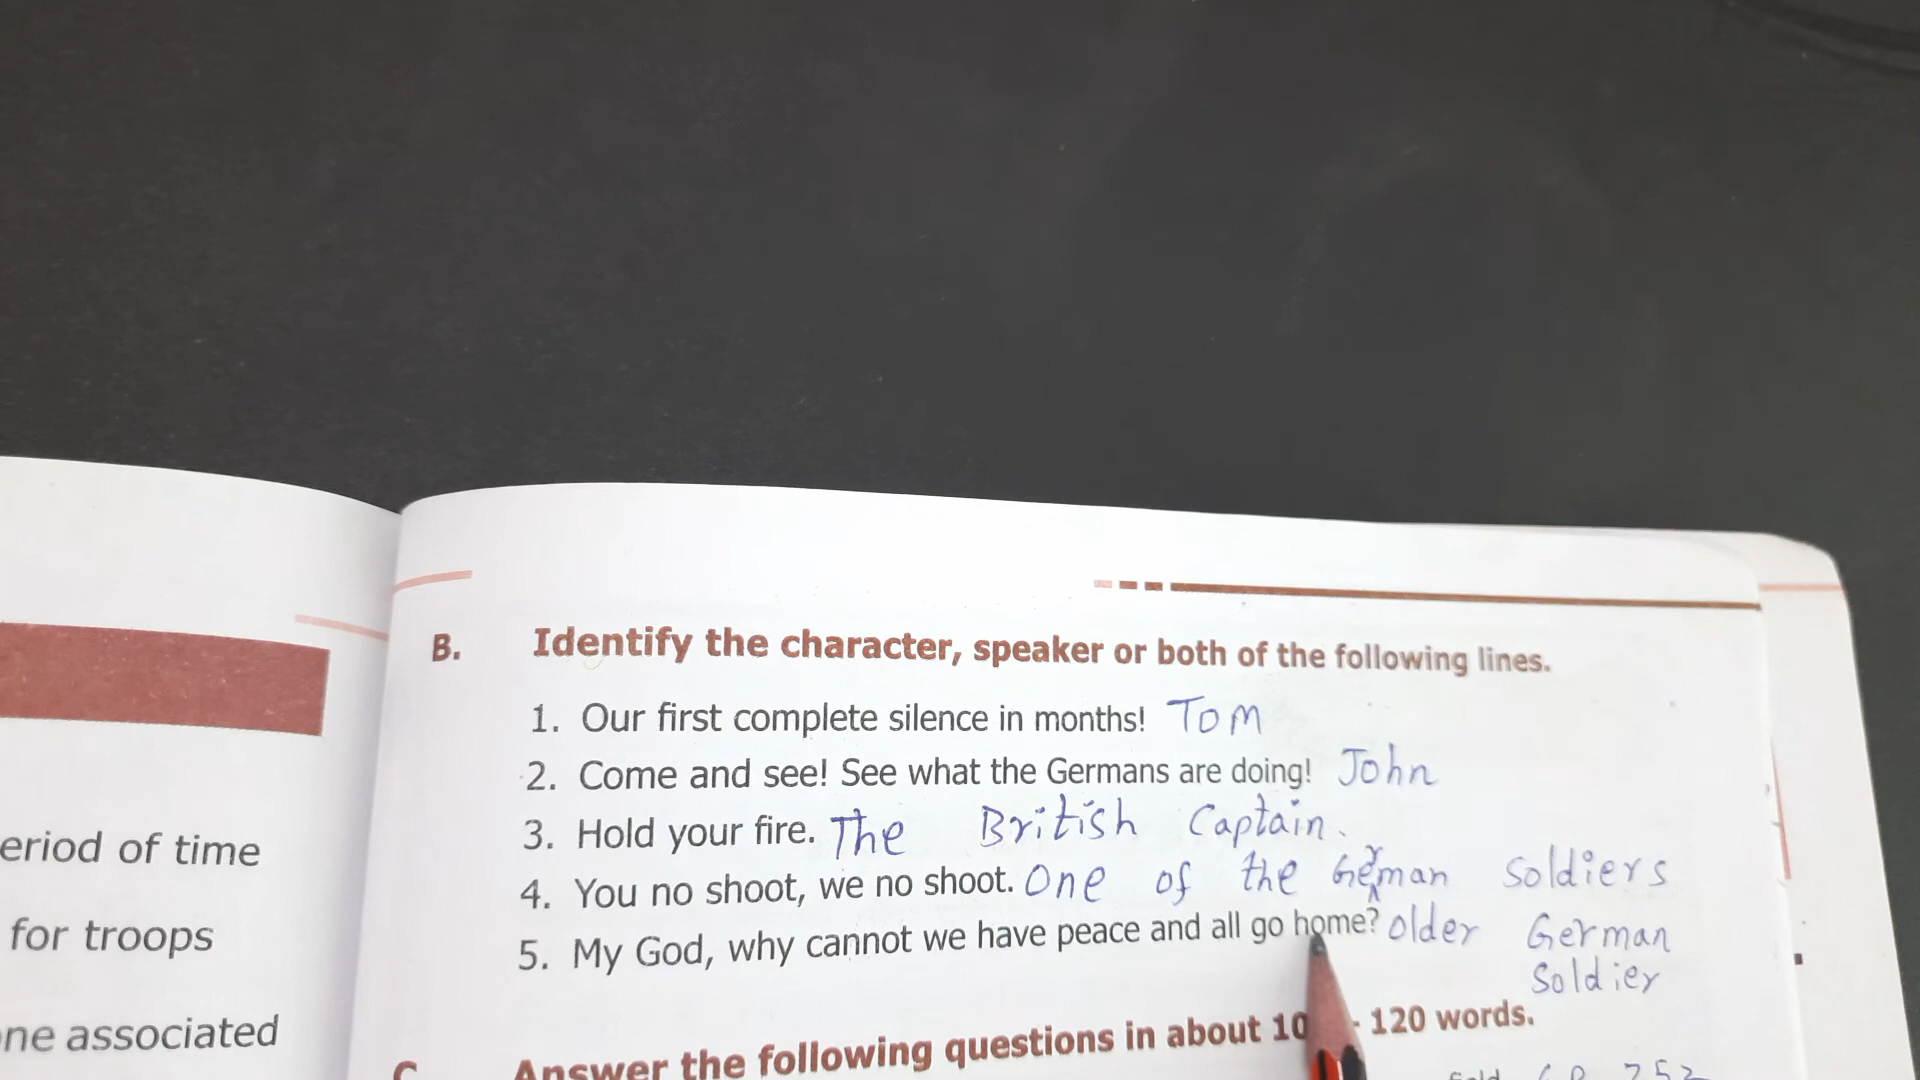 eriod of time
for troops
ne associated
B. Identify the character, speaker or both of the following lines.
1. Our first complete silence in months! Tom
2. Come and see! See what the Germans are doing! John
3. Hold your fire. The British Captain.
4. You no shoot, we no shoot. One of the German Soldiers
5. My God, why cannot we have peace and all go home? older German
Soldier
C Answer the following questions in about 10 - 120 words.